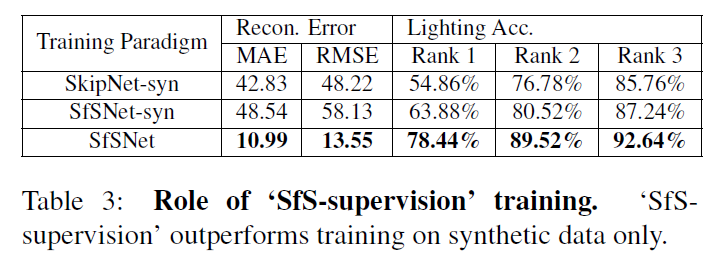 Training Paradigm Recon. Error Lighting Acc.
MAE RMSE Rank 1 Rank 2 Rank 3
SkipNet-syn 42.83 48.22 54.86% 76.78% 85.76%
SfSNet-syn 48.54 58.13 63.88% 80.52% 87.24%
SfSNet 10.99 13.55 78.44% 89.52% 92.64%
Table 3: Role of ‘SfS-supervision’ training. ‘SfS-
supervision’ outperforms training on synthetic data only.